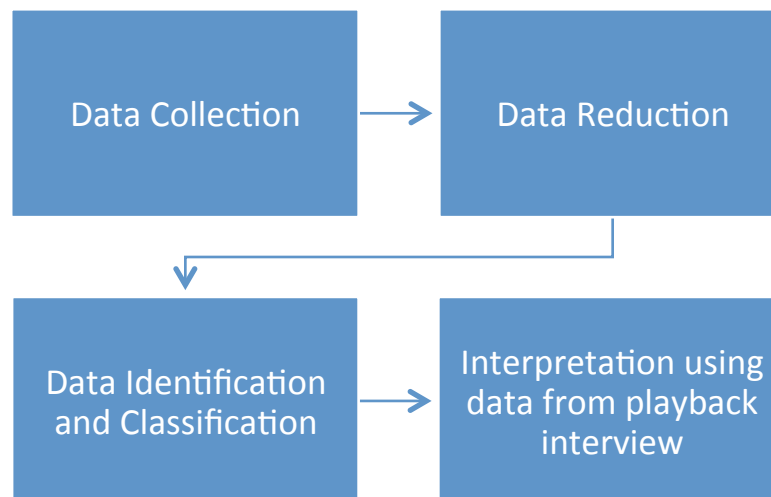 Data Collection
Data Reduction
Data Identification
and Classification
Interpretation using
data from playback
interview